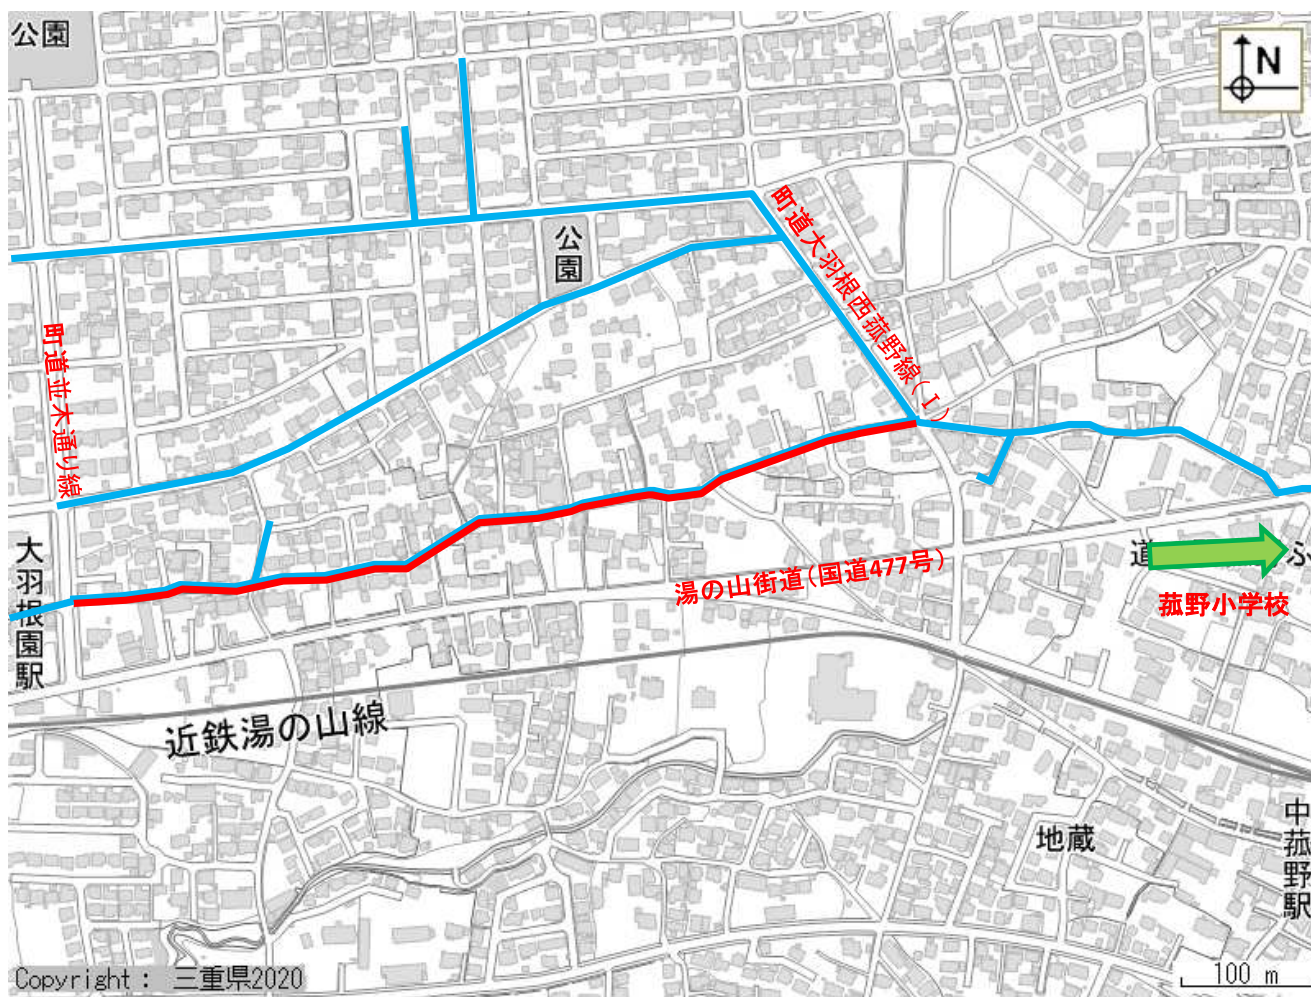 公園
N
町道大羽根西菰野線(Ⅰ)
公園
町道並木通り線
大羽根園駅
湯の山街道(国道477号)
道
ふ
菰野小学校
近鉄湯の山線
地蔵
中菰野駅
Copyright : 三重県2020
100 m